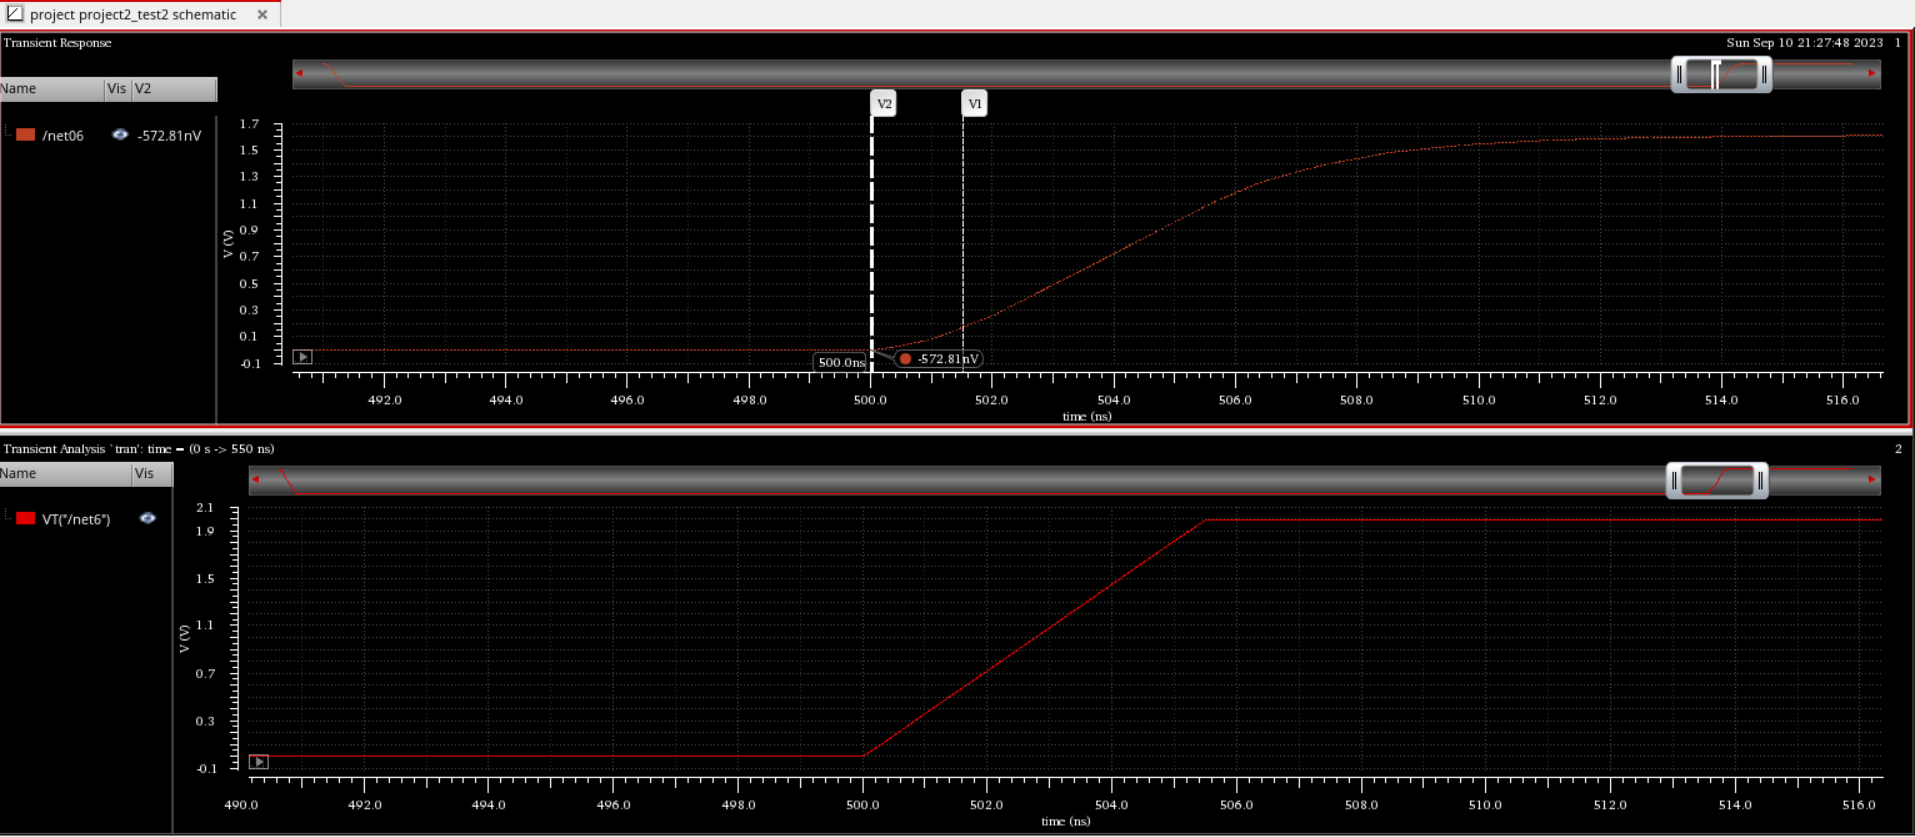 project project2_test2 schematic
Transient Response
Sun Sep 10 21:27:48 2023 1
Name Vis V2
/net06 -572.81nV
V2 V1
1.7
1.5
1.3
1.1
0.9
0.7
0.5
0.3
0.1
-0.1
V (V)
500.0ns -572.81nV
492.0 494.0 496.0 498.0 500.0 502.0 504.0 506.0 508.0 510.0 512.0 514.0 516.0
time (ns)
Transient Analysis `tran': time = (0 s -> 550 ns)
2
Name Vis
VT("/net6")
2.1
1.9
1.5
1.1
0.7
0.3
-0.1
V (V)
490.0 492.0 494.0 496.0 498.0 500.0 502.0 504.0 506.0 508.0 510.0 512.0 514.0 516.0
time (ns)